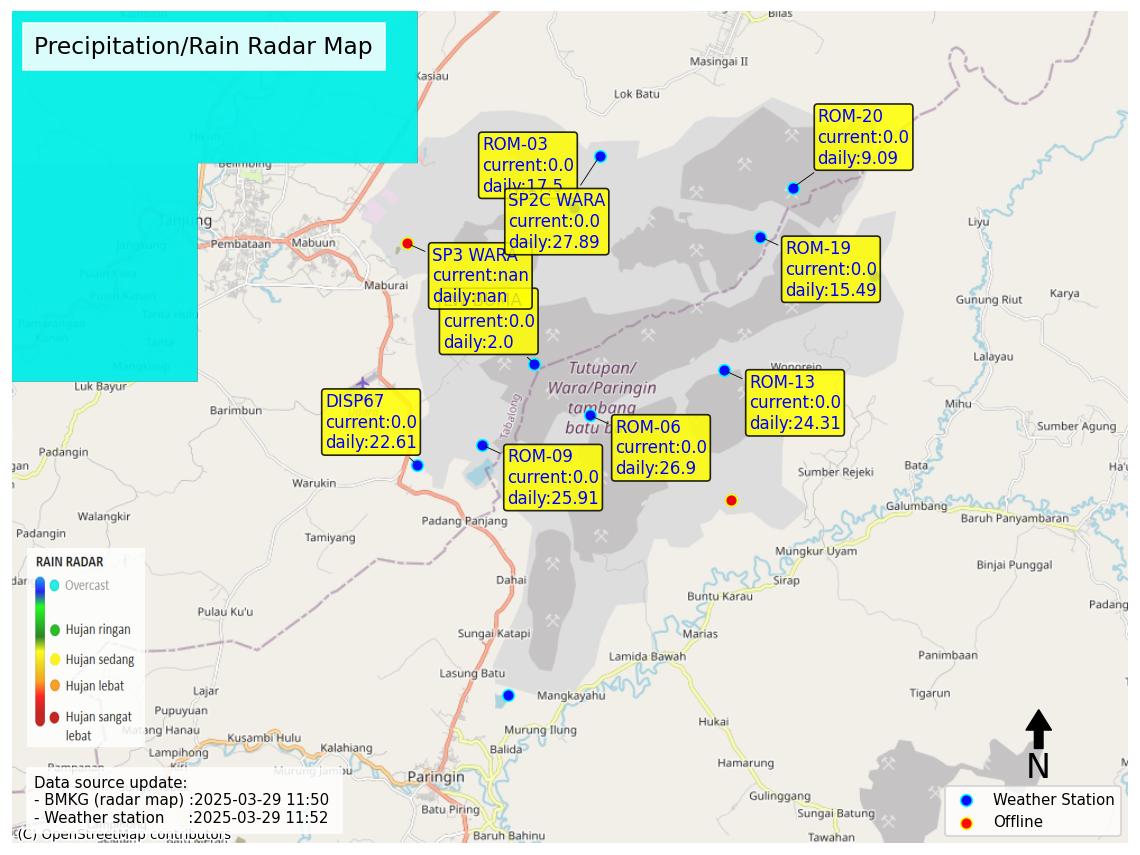 Precipitation/Rain Radar Map
Bilas
Masingai II
Kasiau
Lok Batu
Belimbing
Tanjung
Pembataan
Mabuun
Maburai
ROM-03
current:0.0
daily:17.5
SP2C WARA
current:0.0
daily:27.89
ROM-20
current:0.0
daily:9.09
ROM-19
current:0.0
daily:15.49
SP3 WARA
current:nan
daily:nan
current:0.0
daily:2.0
Liyu
Gunung Riut
Karya
Lalayau
Mihu
Sumber Agung
Wonorejo
Tutupan/
Wara/Paringin
tambang
batu
Tabalong
ROM-13
current:0.0
daily:24.31
ROM-06
current:0.0
daily:26.9
DISP67
current:0.0
daily:22.61
ROM-09
current:0.0
daily:25.91
Luk Bayur
Barimbun
Padangin
Warukin
Walangkir
Padangin
Tamiyang
Padang Panjang
Bata
Sumber Rejeki
Galumbang
Baruh Panyambaran
Mungkur Uyam
Binjai Punggal
Sirap
Buntu Karau
Padang
Dahai
Pulau Ku'u
Sungai Katapi
Marias
Lamida Bawah
Panimbaan
Lasung Batu
Mangkayahu
Tigarun
Lajar
Pupuyuan
Matang Hanau
Lampihong
Kusambi Hulu
Kalahiang
Murung Jambu
Murung Ilung
Balida
Hukai
Hamarung
Paringin
Batu Piring
Baruh Bahinu
Gulinggang
Sungai Batung
Tawahan
RAIN RADAR
Overcast
Hujan ringan
Hujan sedang
Hujan lebat
Hujan sangat
lebat
Data source update:
- BMKG (radar map) :2025-03-29 11:50
- Weather station :2025-03-29 11:52
(C) OpenStreetMap contributors
N
Weather Station
Offline